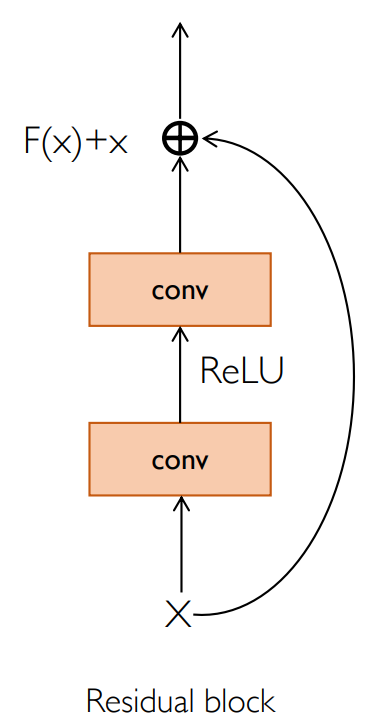 F(x)+x
conv
ReLU
conv
X
Residual block